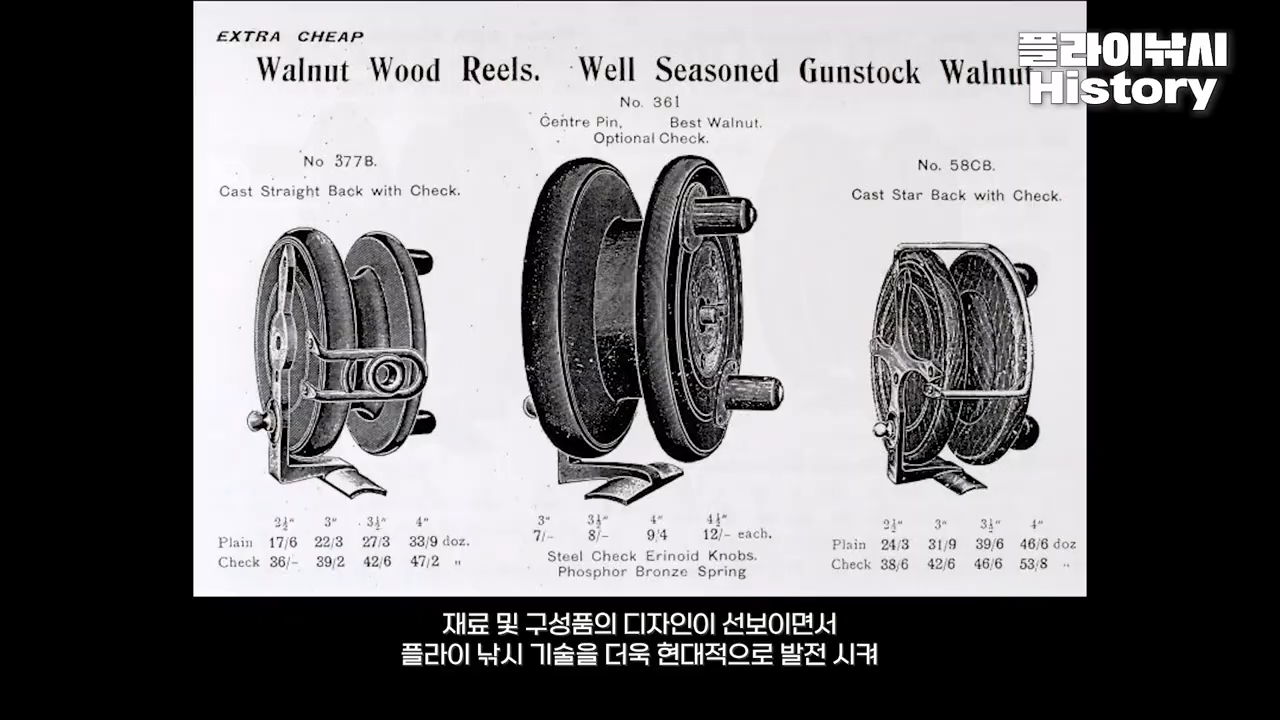 EXTRA CHEAP
Walnut Wood Reels. Well Seasoned Gunstock Walnut
플라이낚시
History
No. 361
Centre Pin, Best Walnut.
Optional Check.
No 377B.
Cast Straight Back with Check.
No. 58CB.
Cast Star Back with Check.
2½" 3" 3½" 4"
Plain 17/6 22/3 27/3 33/9 doz.
Check 36/- 39/2 42/6 47/2 "
3" 3½" 4" 4½"
7/- 8/- 9/4 12/- each.
Steel Check Erinoid Knobs.
Phosphor Bronze Spring
2½" 3" 3½" 4"
Plain 24/3 31/9 39/6 46/6 doz
Check 38/6 42/6 46/6 53/8 "
재료 및 구성품의 디자인이 선보이면서
플라이 낚시 기술을 더욱 현대적으로 발전 시켜